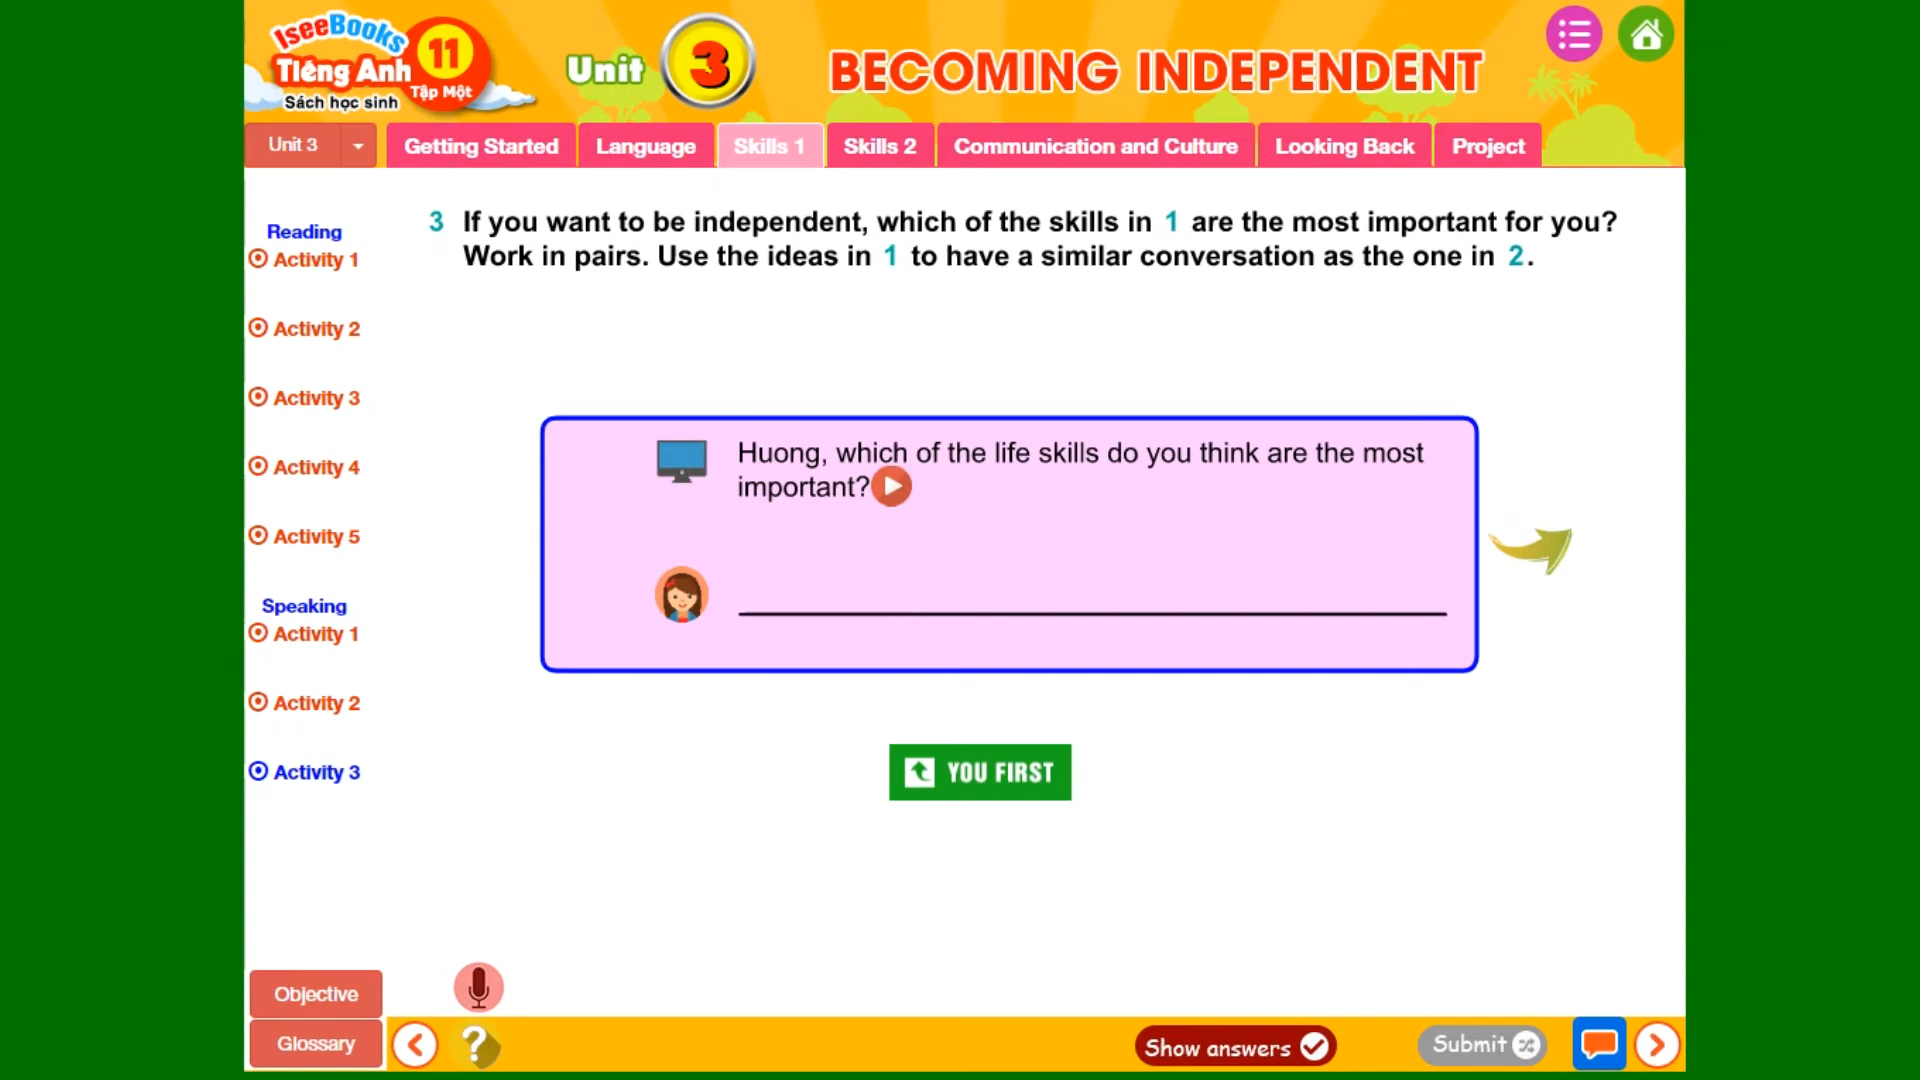 IseeBooks
Tiếng Anh 11
Tập Một
Sách học sinh
Unit 3
BECOMING INDEPENDENT
Unit 3
Getting Started
Language
Skills 1
Skills 2
Communication and Culture
Looking Back
Project
Reading
Activity 1
Activity 2
Activity 3
Activity 4
Activity 5
Speaking
Activity 1
Activity 2
Activity 3
3 If you want to be independent, which of the skills in 1 are the most important for you?
Work in pairs. Use the ideas in 1 to have a similar conversation as the one in 2.
Huong, which of the life skills do you think are the most
important?
YOU FIRST
Objective
Glossary
?
Show answers
Submit